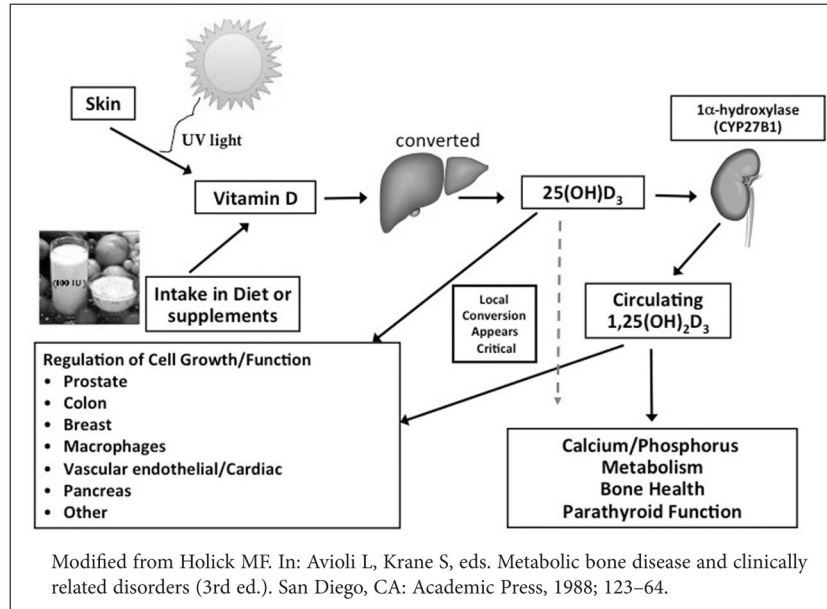 Skin
UV light
Vitamin D
(100 IU)
Intake in Diet or
supplements
converted
25(OH)D₃
1α-hydroxylase
(CYP27B1)
Local
Conversion
Appears
Critical
Circulating
1,25(OH)₂D₃
Regulation of Cell Growth/Function
• Prostate
• Colon
• Breast
• Macrophages
• Vascular endothelial/Cardiac
• Pancreas
• Other
Calcium/Phosphorus
Metabolism
Bone Health
Parathyroid Function
Modified from Holick MF. In: Avioli L, Krane S, eds. Metabolic bone disease and clinically
related disorders (3rd ed.). San Diego, CA: Academic Press, 1988; 123–64.